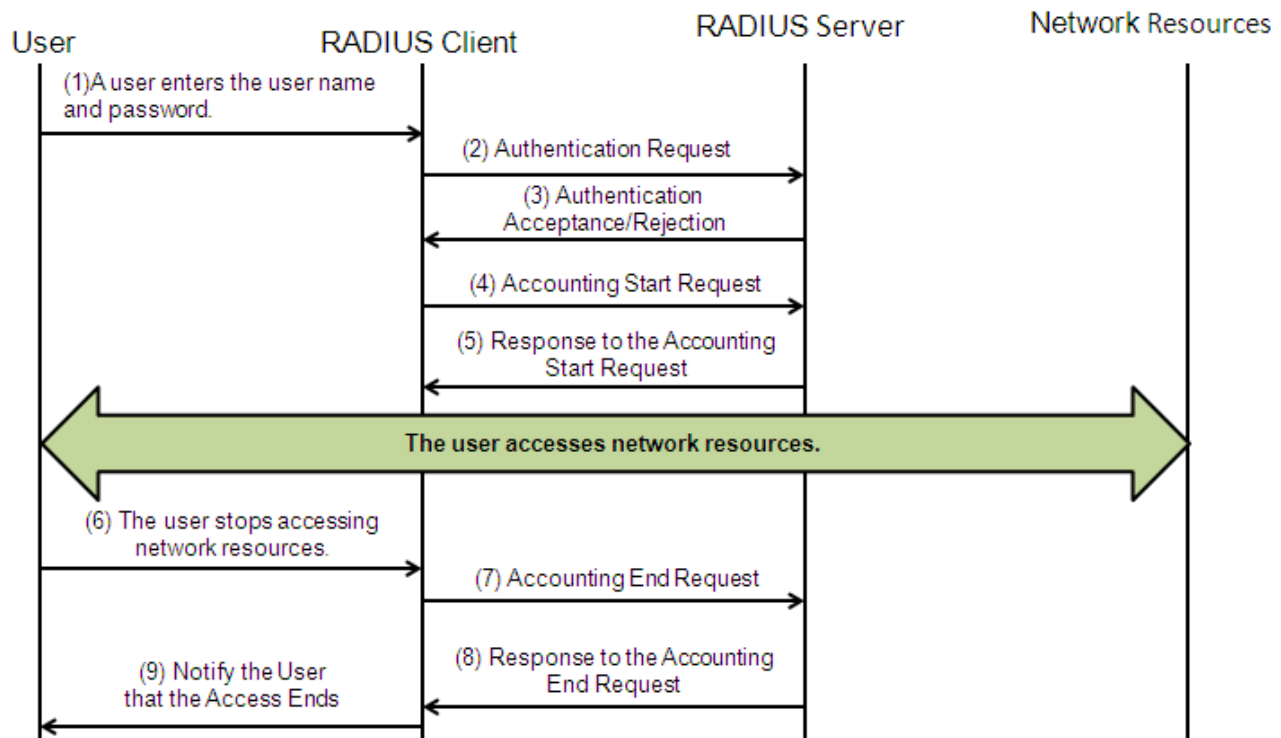 User
RADIUS Client
RADIUS Server
Network Resources
(1)A user enters the user name
and password.
(2) Authentication Request
(3) Authentication
Acceptance/Rejection
(4) Accounting Start Request
(5) Response to the Accounting
Start Request
The user accesses network resources.
(6) The user stops accessing
network resources.
(7) Accounting End Request
(8) Response to the Accounting
End Request
(9) Notify the User
that the Access Ends